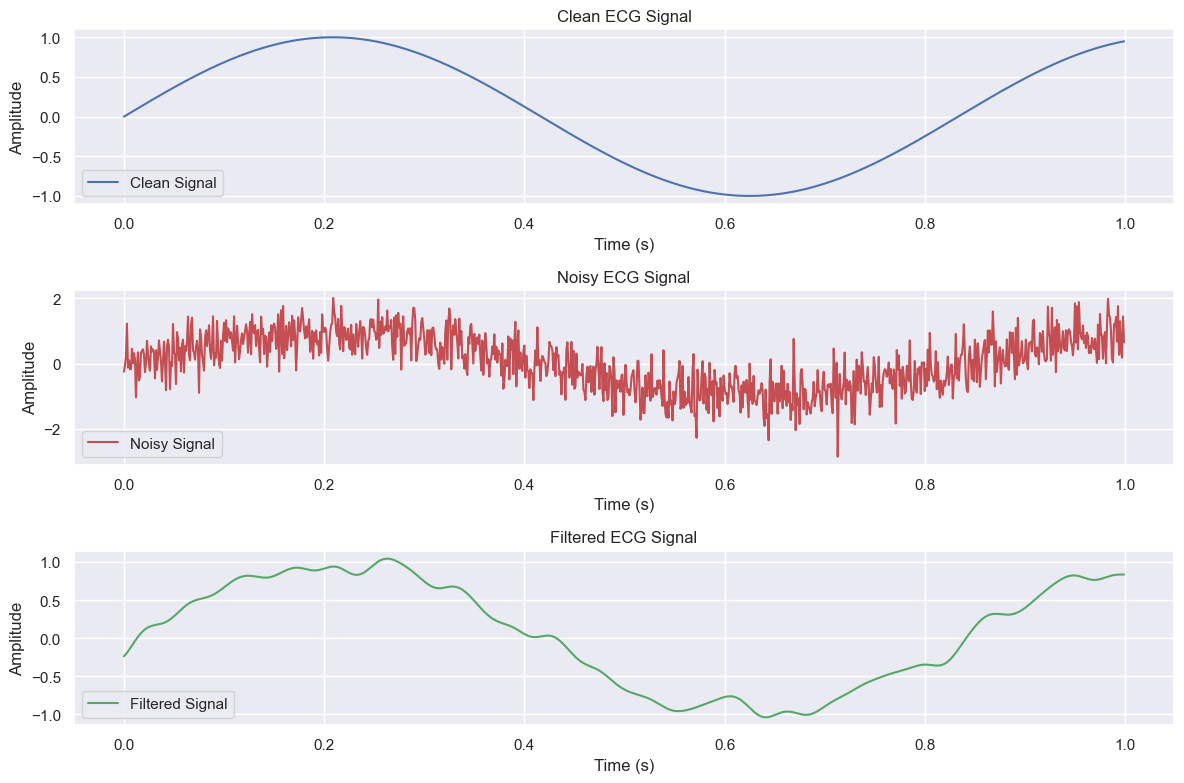 Clean ECG Signal
1.0
0.5
0.0
−0.5
−1.0
Amplitude
Clean Signal
0.0 0.2 0.4 0.6 0.8 1.0
Time (s)
Noisy ECG Signal
2
0
−2
Amplitude
Noisy Signal
0.0 0.2 0.4 0.6 0.8 1.0
Time (s)
Filtered ECG Signal
1.0
0.5
0.0
−0.5
−1.0
Amplitude
Filtered Signal
0.0 0.2 0.4 0.6 0.8 1.0
Time (s)